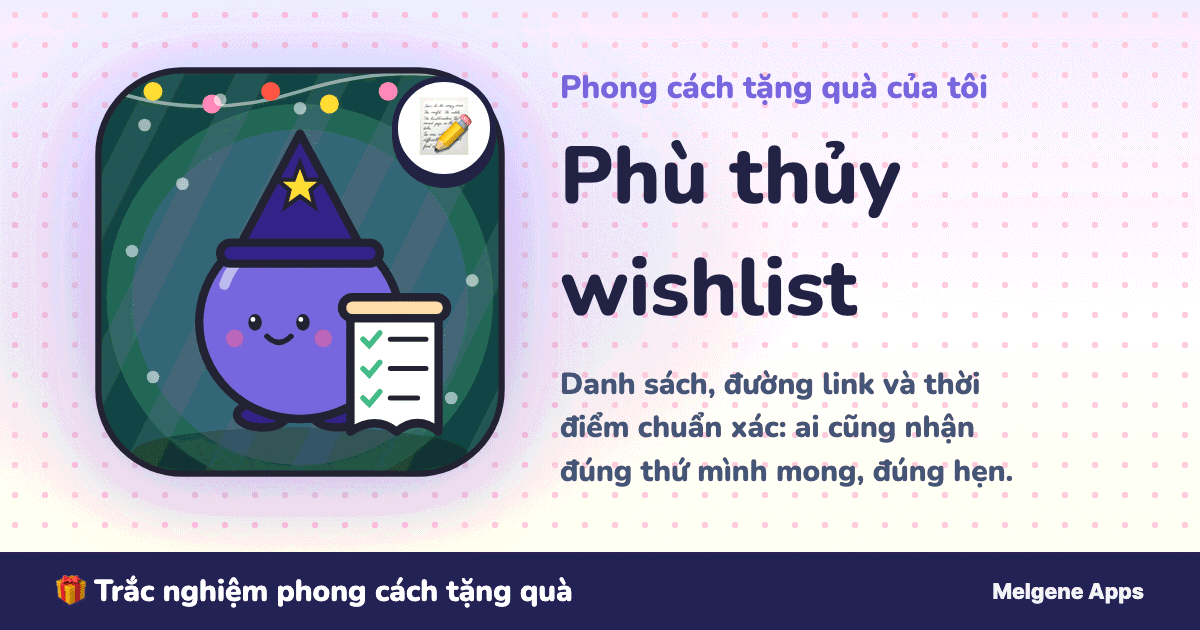 Phong cách tặng quà của tôi
Phù thủy
wishlist
Danh sách, đường link và thời
điểm chuẩn xác: ai cũng nhận
đúng thứ mình mong, đúng hẹn.
Trắc nghiệm phong cách tặng quà
Melgene Apps